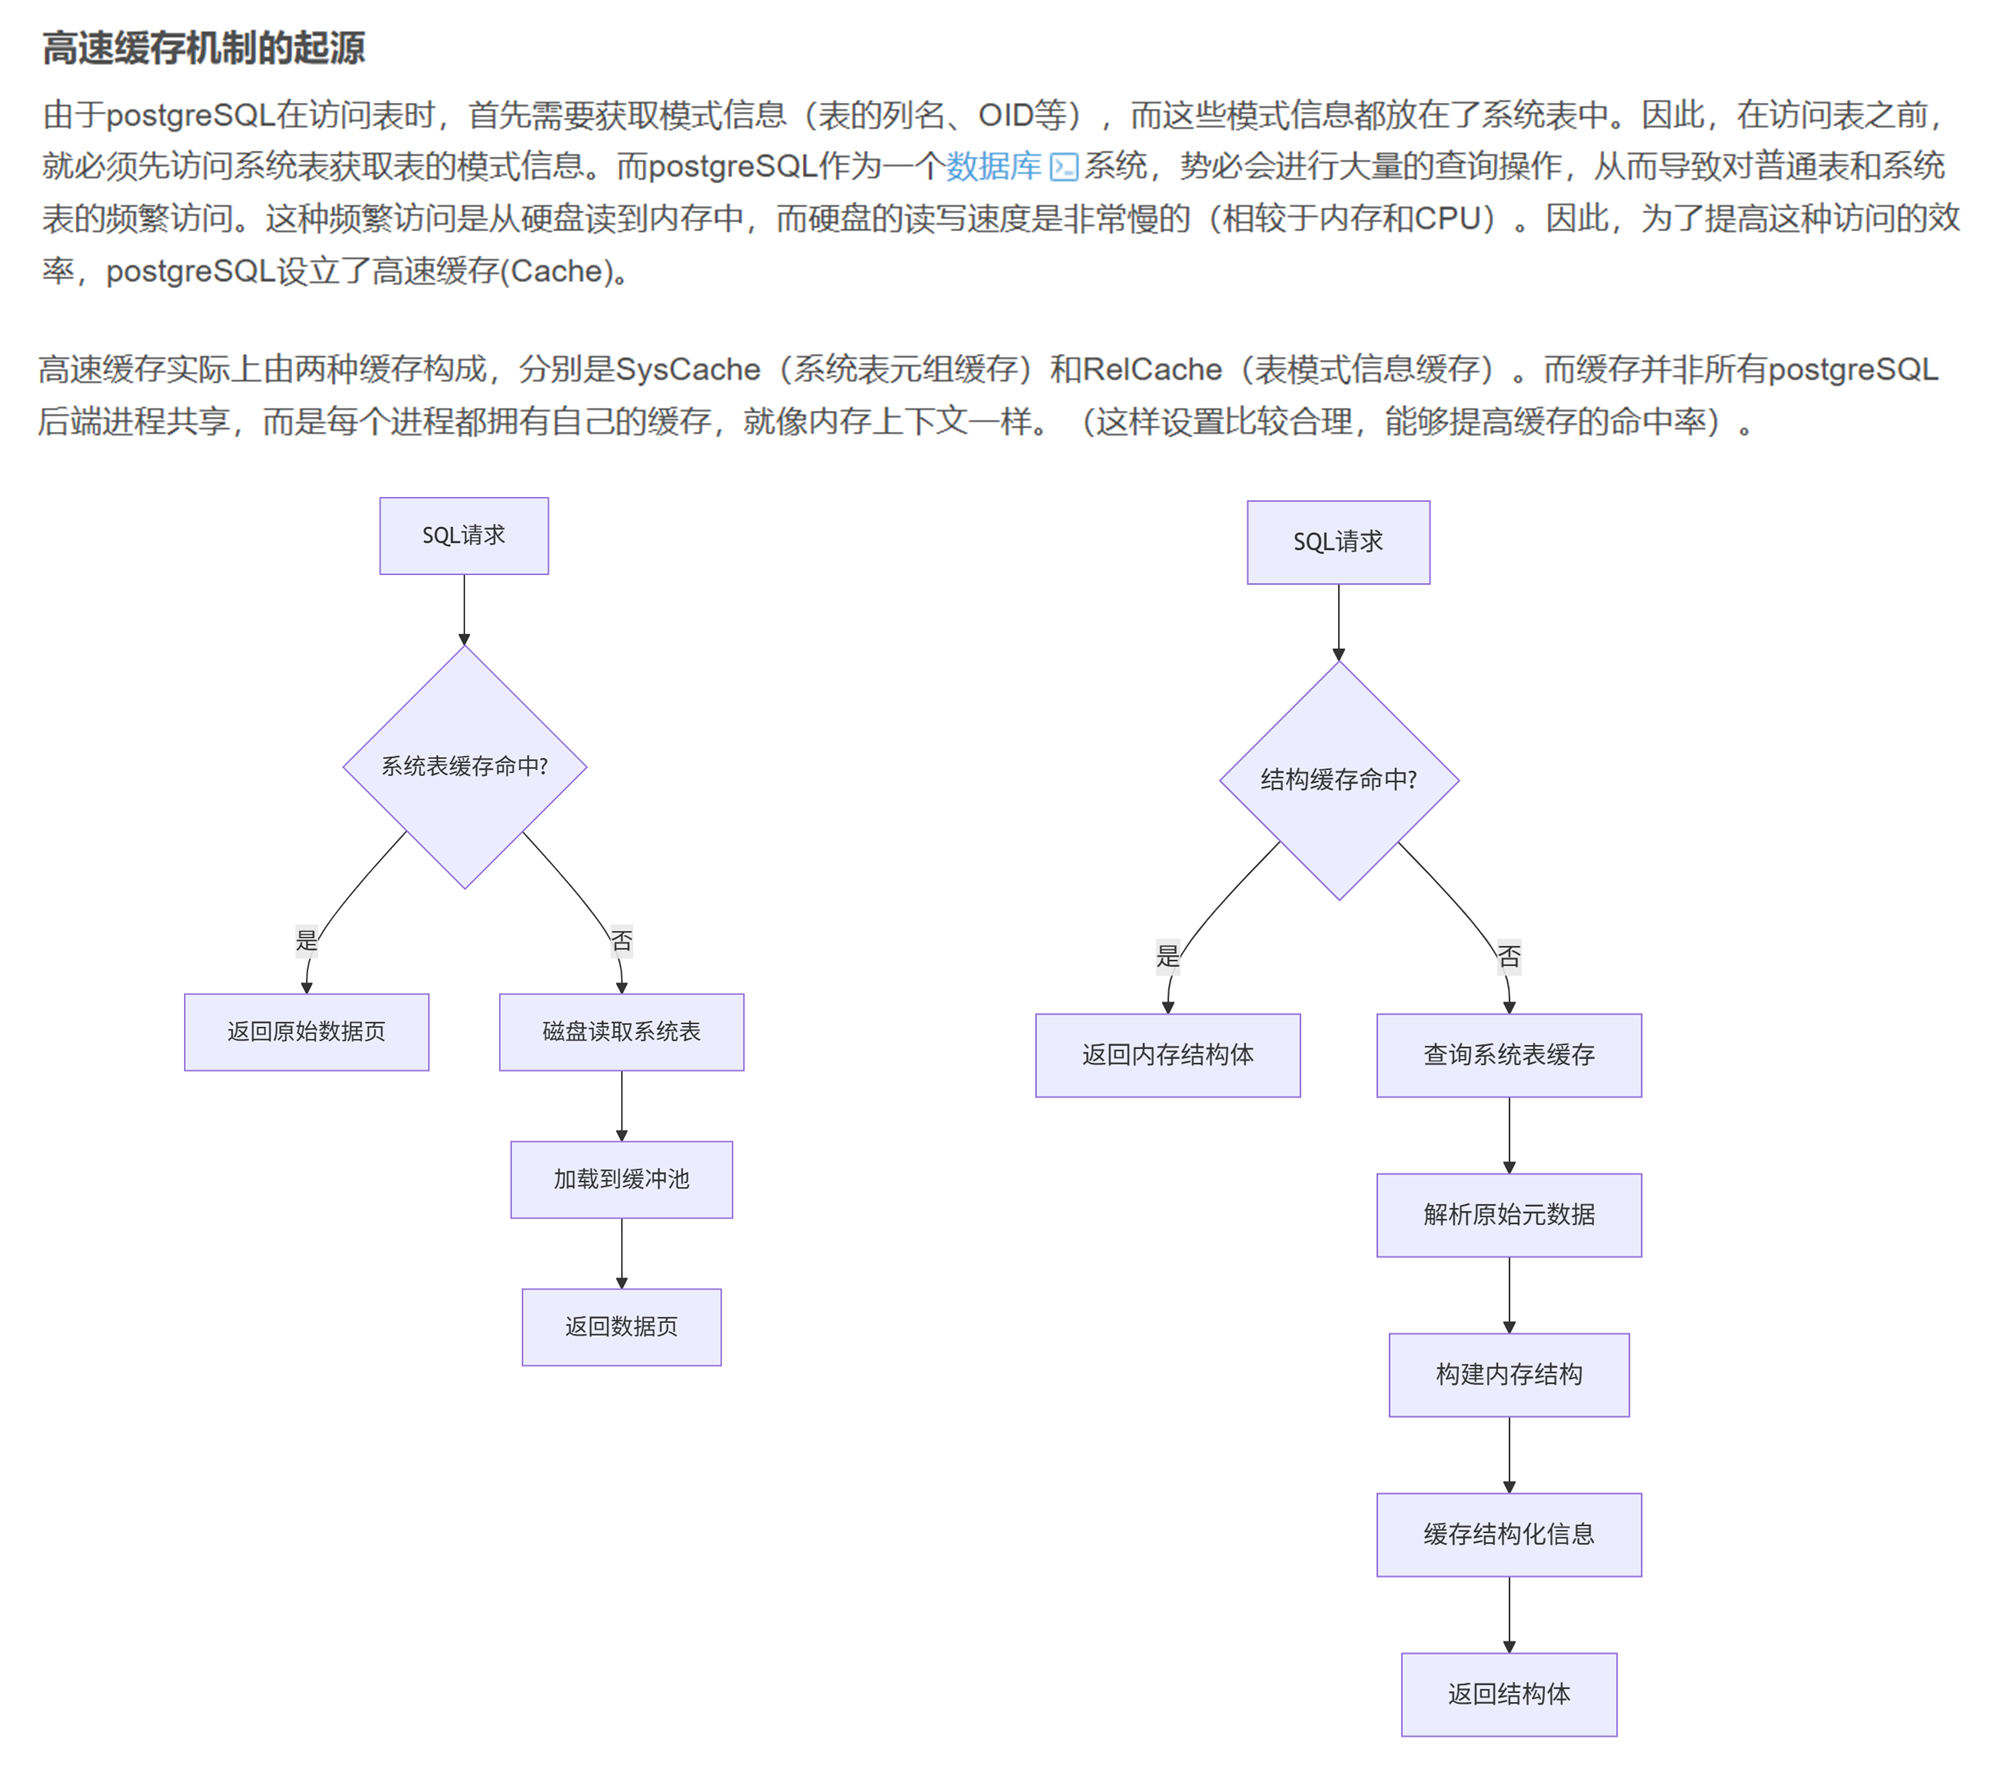 高速缓存机制的起源
由于postgreSQL在访问表时，首先需要获取模式信息（表的列名、OID等），而这些模式信息都放在了系统表中。因此，在访问表之前，
就必须先访问系统表获取表的模式信息。而postgreSQL作为一个数据库系统，势必会进行大量的查询操作，从而导致对普通表和系统
表的频繁访问。这种频繁访问是从硬盘读到内存中，而硬盘的读写速度是非常慢的（相较于内存和CPU）。因此，为了提高这种访问的效
率，postgreSQL设立了高速缓存(Cache)。
高速缓存实际上由两种缓存构成，分别是SysCache（系统表元组缓存）和RelCache（表模式信息缓存）。而缓存并非所有postgreSQL
后端进程共享，而是每个进程都拥有自己的缓存，就像内存上下文一样。（这样设置比较合理，能够提高缓存的命中率）。
SQL请求
系统表缓存命中?
是
否
返回原始数据页
磁盘读取系统表
加载到缓冲池
返回数据页
SQL请求
结构缓存命中?
是
否
返回内存结构体
查询系统表缓存
解析原始元数据
构建内存结构
缓存结构化信息
返回结构体